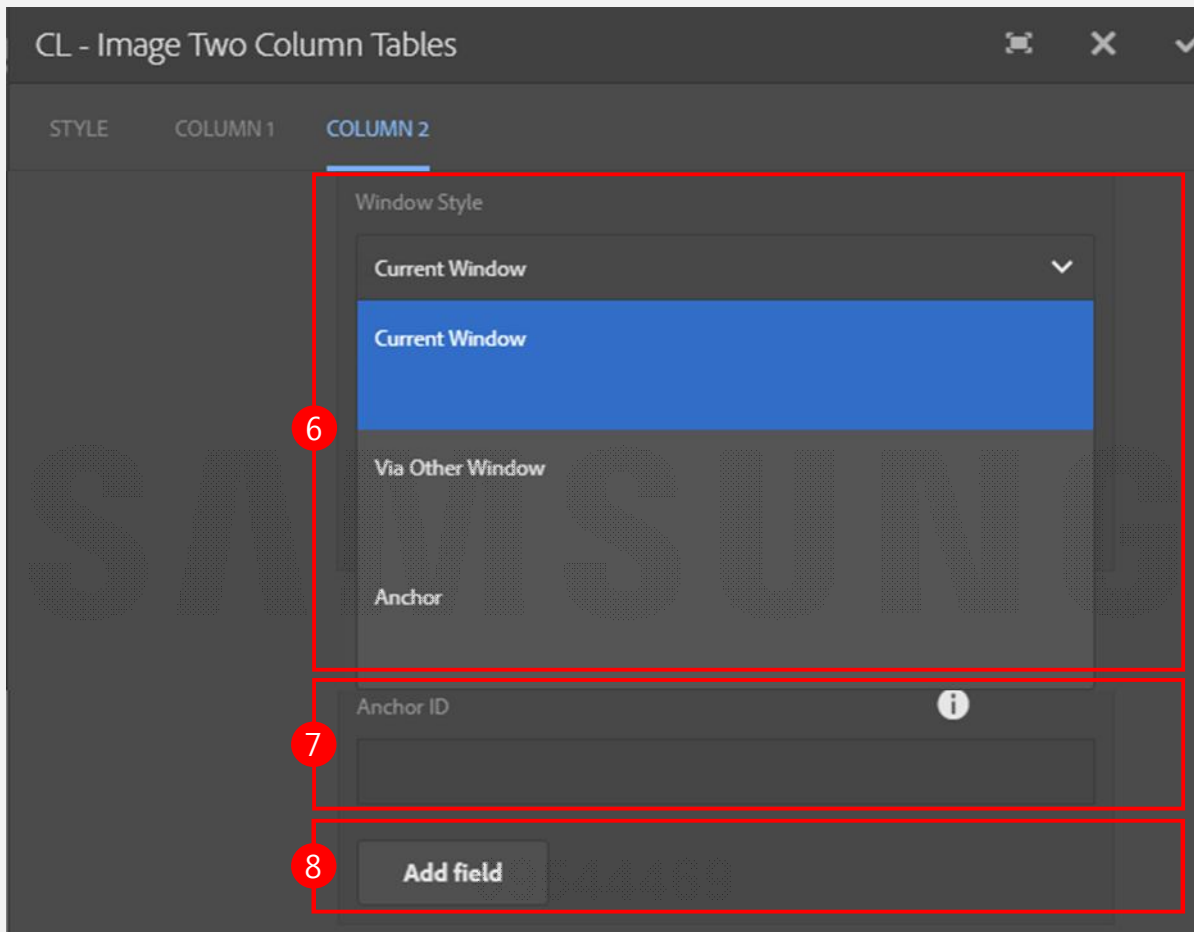 CL - Image Two Column Tables
STYLE COLUMN 1 COLUMN 2
Window Style
Current Window
Current Window
6
Via Other Window
SAMSUNG
Anchor
Anchor ID
7
8
Add field